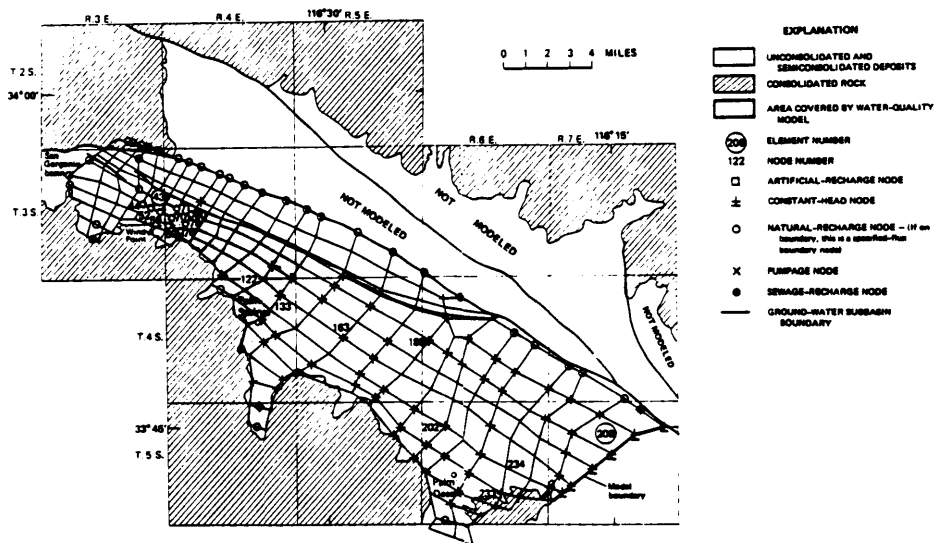 116°30'
R.3 E.
R.4 E.
R.5 E.
0 1 2 3 4 MILES
T. 2 S.
34°00'
R.6 E.
R.7 E.
116°15'
San
Gorgonio
NOT MODELED
NOT
MODELED
T. 3 S.
Point
122
133
163
NOT MODELED
T. 4 S.
33°45'
202
208
T. 5 S.
234
Palm
Desert
Model
boundary
EXPLANATION
UNCONSOLIDATED AND
SEMICONSOLIDATED DEPOSITS
CONSOLIDATED ROCK
AREA COVERED BY WATER-QUALITY
MODEL
208 ELEMENT NUMBER
122 NODE NUMBER
ARTIFICIAL-RECHARGE NODE
CONSTANT-HEAD NODE
NATURAL-RECHARGE NODE – (If on
boundary, this is a specified-flux
boundary node)
PUMPAGE NODE
SEWAGE-RECHARGE NODE
GROUND-WATER SUBBASIN
BOUNDARY